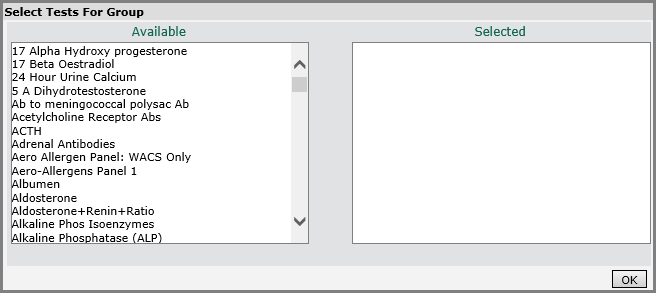 Select Tests For Group
Available
Selected
17 Alpha Hydroxy progesterone
17 Beta Oestradiol
24 Hour Urine Calcium
5 A Dihydrotestosterone
Ab to meningococcal polysac Ab
Acetylcholine Receptor Abs
ACTH
Adrenal Antibodies
Aero Allergen Panel: WACS Only
Aero-Allergens Panel 1
Albumen
Aldosterone
Aldosterone+Renin+Ratio
Alkaline Phos Isoenzymes
Alkaline Phosphatase (ALP)
OK